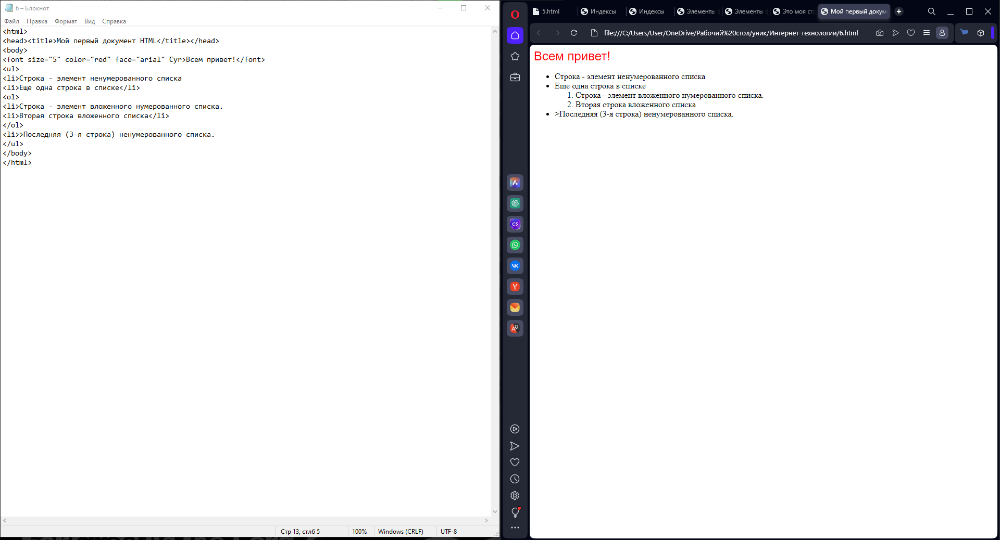 6 – Блокнот
Файл Правка Формат Вид Справка
<html>
<head><title>Мой первый документ HTML</title></head>
<body>
<font size="5" color="red" face="arial" Cyr>Всем привет!</font>
<ul>
<li>Строка - элемент ненумерованного списка
<li>Еще одна строка в списке</li>
<ol>
<li>Строка - элемент вложенного нумерованного списка.
<li>Вторая строка вложенного списка</li>
</ol>
<li>>Последняя (3-я строка) ненумерованного списка.
</ul>
</body>
</html>
Стр 13, стлб 5 100% Windows (CRLF) UTF-8
5.html Индексы Индексы Элементы Элементы Это моя ст Мой первый докум
file:///C:/Users/User/OneDrive/Рабочий%20стол/уник/Интернет-технологии/6.html
CS
Всем привет!
• Строка - элемент ненумерованного списка
• Еще одна строка в списке
1. Строка - элемент вложенного нумерованного списка.
2. Вторая строка вложенного списка
• >Последняя (3-я строка) ненумерованного списка.